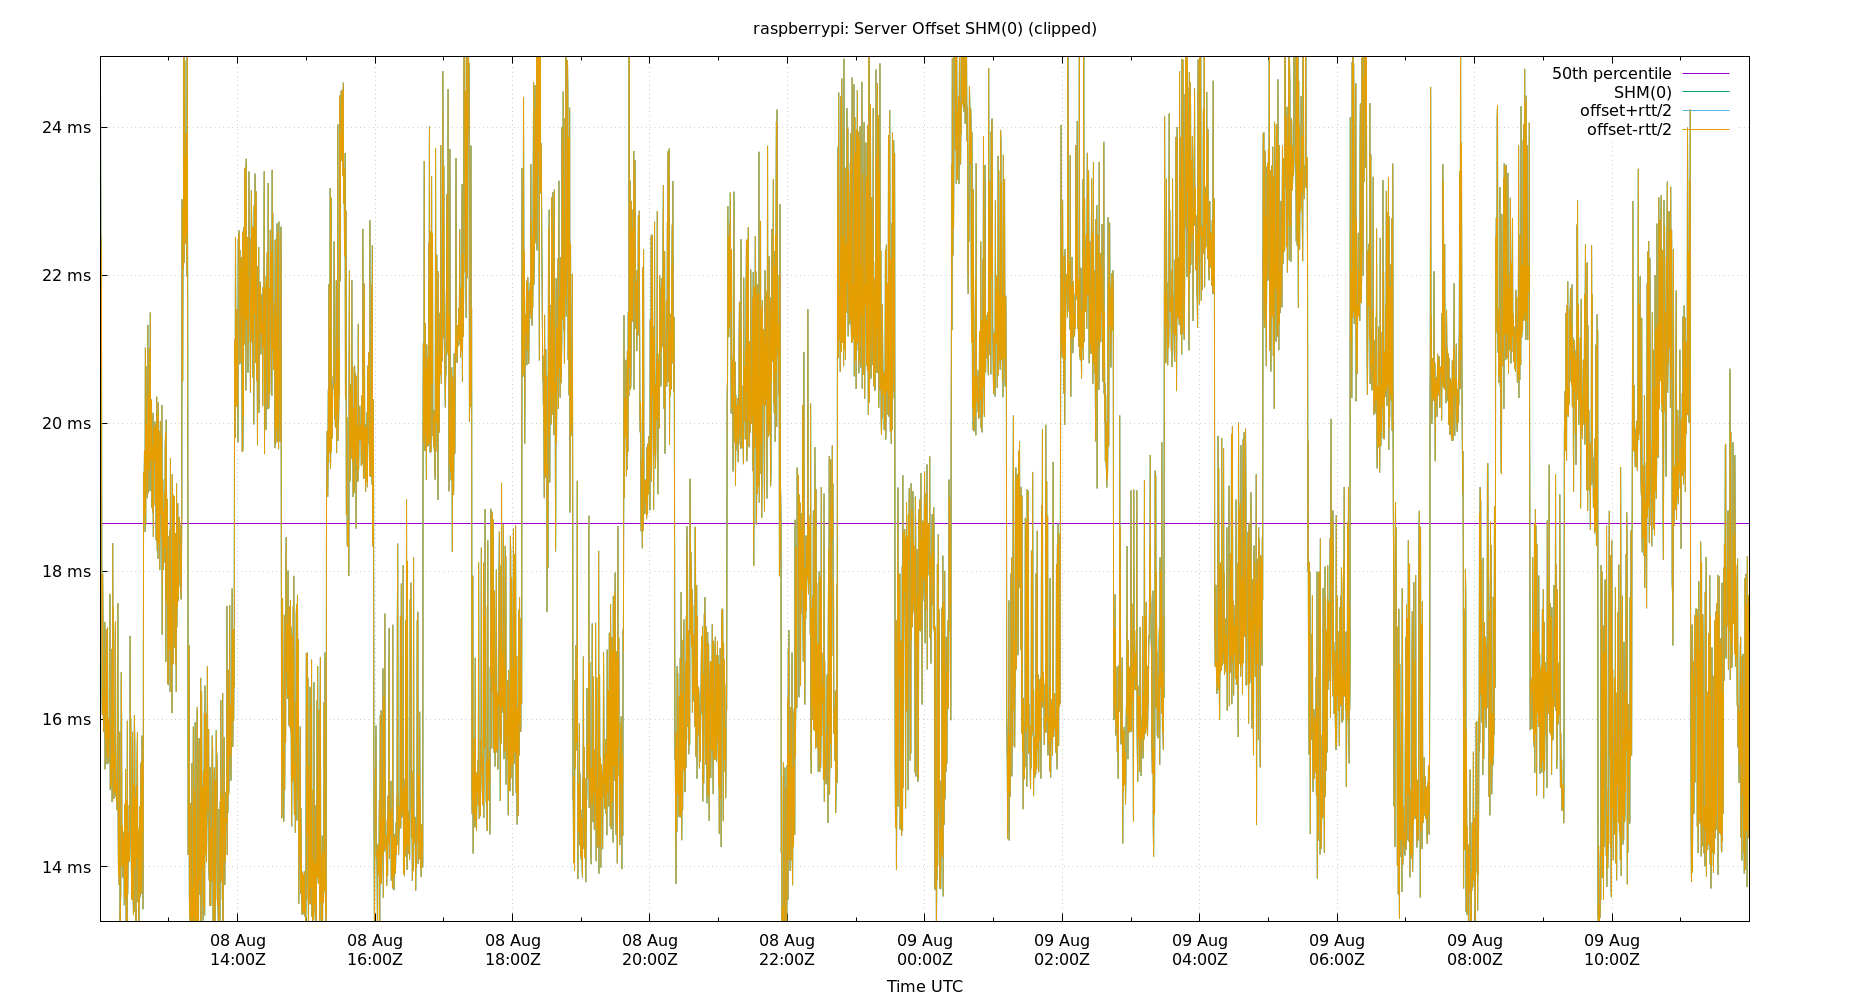 raspberrypi: Server Offset SHM(0) (clipped)
50th percentile
SHM(0)
offset+rtt/2
offset-rtt/2
24 ms
22 ms
20 ms
18 ms
16 ms
14 ms
08 Aug 08 Aug 08 Aug 08 Aug 08 Aug 09 Aug 09 Aug 09 Aug 09 Aug 09 Aug 09 Aug
14:00Z 16:00Z 18:00Z 20:00Z 22:00Z 00:00Z 02:00Z 04:00Z 06:00Z 08:00Z 10:00Z
Time UTC